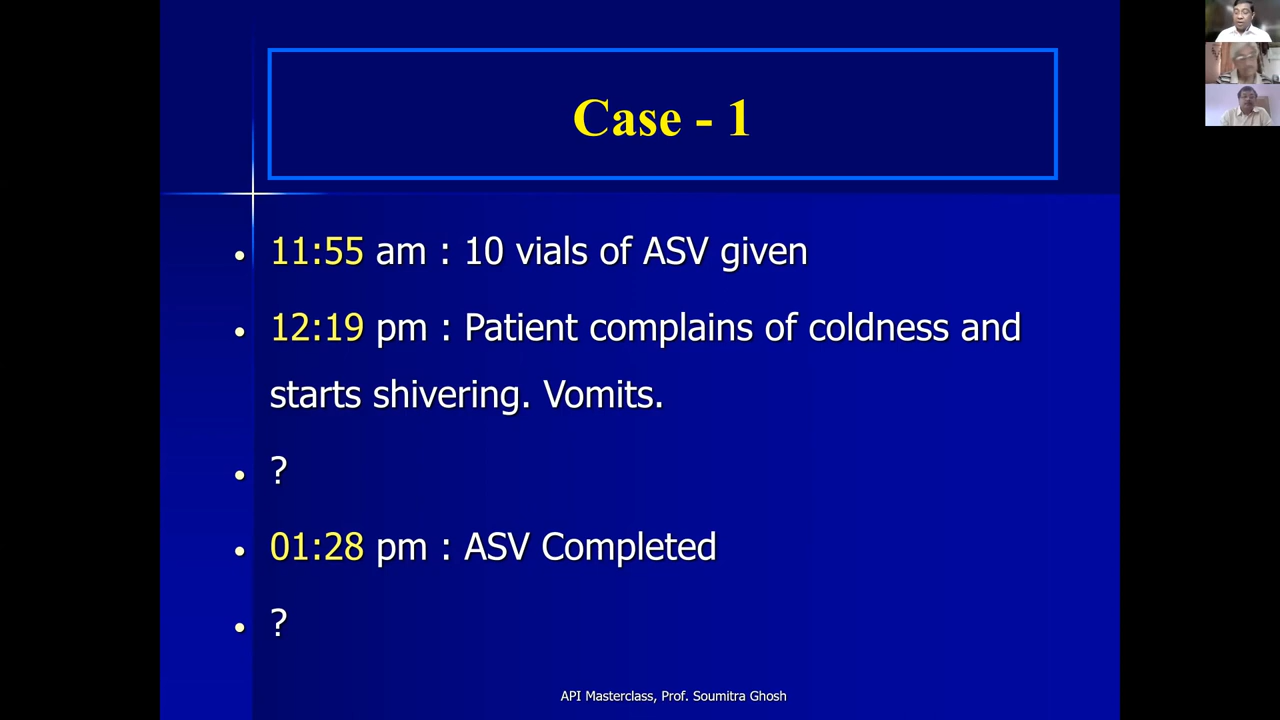 Case - 1
• 11:55 am : 10 vials of ASV given
• 12:19 pm : Patient complains of coldness and
starts shivering. Vomits.
• ?
• 01:28 pm : ASV Completed
• ?
API Masterclass, Prof. Soumitra Ghosh